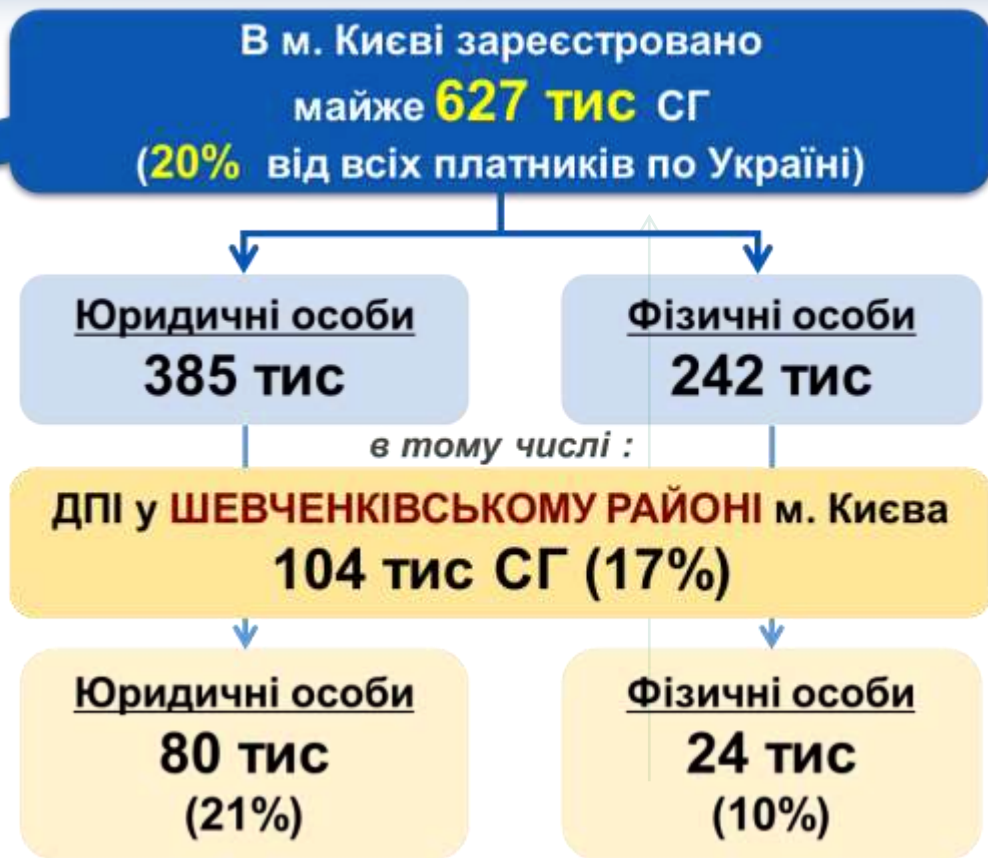 В м. Києві зареєстровано
майже 627 тис СГ
(20% від всіх платників по Україні)
Юридичні особи
385 тис
Фізичні особи
242 тис
в тому числі :
ДПІ у ШЕВЧЕНКІВСЬКОМУ РАЙОНІ м. Києва
104 тис СГ (17%)
Юридичні особи
80 тис
(21%)
Фізичні особи
24 тис
(10%)